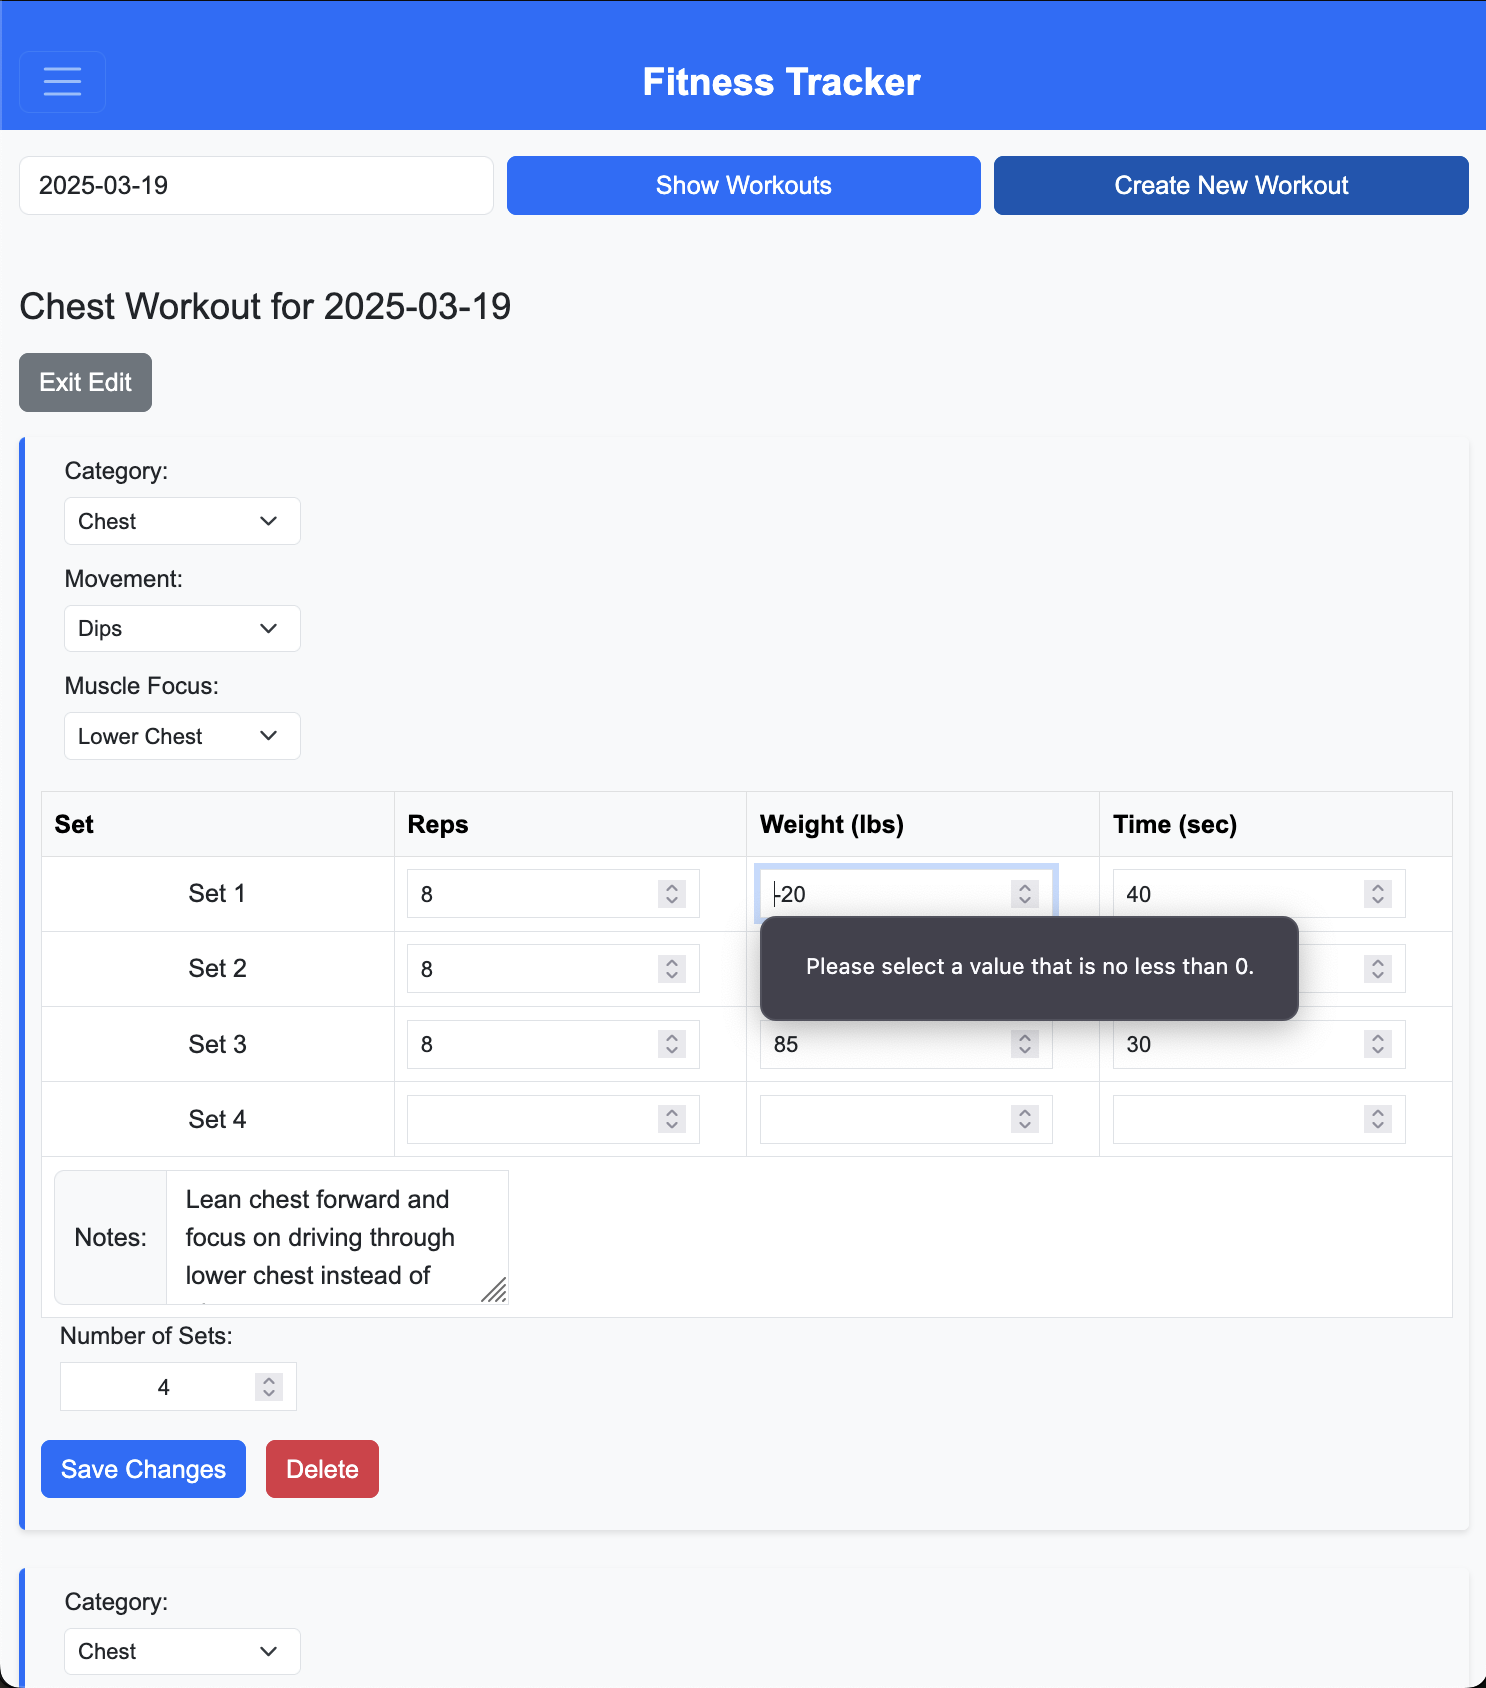 Fitness Tracker
2025-03-19 Show Workouts Create New Workout
Chest Workout for 2025-03-19
Exit Edit
Category:
Chest
Movement:
Dips
Muscle Focus:
Lower Chest
Set Reps Weight (lbs) Time (sec)
Set 1 8 -20 40
Please select a value that is no less than 0.
Set 2 8
Set 3 8 85 30
Set 4
Notes: Lean chest forward and
focus on driving through
lower chest instead of
Number of Sets:
4
Save Changes Delete
Category:
Chest